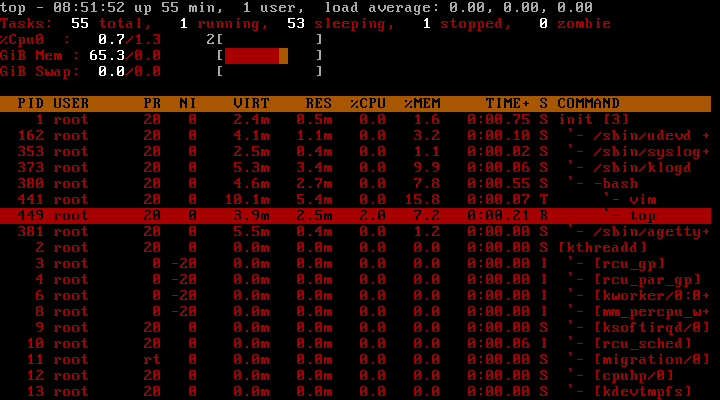 top - 08:51:52 up 55 min,  1 user,  load average: 0.00, 0.00, 0.00
Tasks:  55 total,   1 running,  53 sleeping,   1 stopped,   0 zombie
%Cpu0  :   0.7/1.3     2[            ]
GiB Mem : 65.3/0.0      [            ]
GiB Swap:  0.0/0.0      [            ]
PID USER      PR  NI    VIRT    RES  %CPU  %MEM     TIME+ S COMMAND
1 root      20   0    2.4m   0.5m   0.0   1.6   0:00.75 S init [3]
162 root      20   0    4.1m   1.1m   0.0   3.2   0:00.10 S  `- /sbin/udevd +
353 root      20   0    2.5m   0.4m   0.0   1.1   0:00.02 S  `- /sbin/syslog+
373 root      20   0    5.3m   3.4m   0.0   9.9   0:00.06 S  `- /sbin/klogd
380 root      20   0    4.6m   2.7m   0.0   7.8   0:00.55 S  `- -bash
441 root      20   0   10.1m   5.4m   0.0  15.8   0:00.07 T      `- vim
449 root      20   0    3.9m   2.5m   2.0   7.2   0:00.21 R      `- top
381 root      20   0    5.5m   0.4m   0.0   1.2   0:00.00 S  `- /sbin/agetty+
2 root      20   0    0.0m   0.0m   0.0   0.0   0:00.00 S [kthreadd]
3 root       0 -20    0.0m   0.0m   0.0   0.0   0:00.00 I  `- [rcu_gp]
4 root       0 -20    0.0m   0.0m   0.0   0.0   0:00.00 I  `- [rcu_par_gp]
6 root       0 -20    0.0m   0.0m   0.0   0.0   0:00.00 I  `- [kworker/0:0+
8 root       0 -20    0.0m   0.0m   0.0   0.0   0:00.00 I  `- [mm_percpu_w+
9 root      20   0    0.0m   0.0m   0.0   0.0   0:00.00 S  `- [ksoftirqd/0]
10 root      20   0    0.0m   0.0m   0.0   0.0   0:00.06 I  `- [rcu_sched]
11 root      rt   0    0.0m   0.0m   0.0   0.0   0:00.00 S  `- [migration/0]
12 root      20   0    0.0m   0.0m   0.0   0.0   0:00.00 S  `- [cpuhp/0]
13 root      20   0    0.0m   0.0m   0.0   0.0   0:00.00 S  `- [kdevtmpfs]